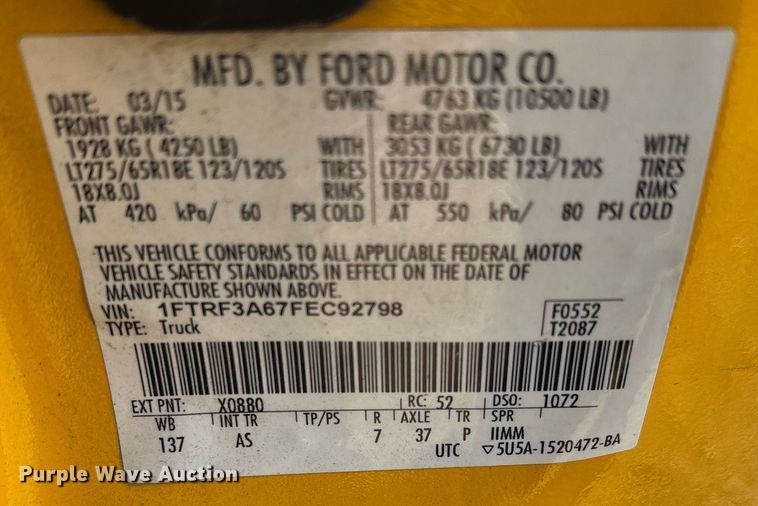 MFD. BY FORD MOTOR CO.
DATE: 03/15 GVWR: 4763 KG (10500 LB)
FRONT GAWR: REAR GAWR:
1928 KG ( 4250 LB) WITH 3053 KG ( 6730 LB) WITH
LT275/65R18E 123/120S TIRES LT275/65R18E 123/120S TIRES
18X8.0J RIMS 18X8.0J RIMS
AT 420 kPa/ 60 PSI COLD AT 550 kPa/ 80 PSI COLD
THIS VEHICLE CONFORMS TO ALL APPLICABLE FEDERAL MOTOR
VEHICLE SAFETY STANDARDS IN EFFECT ON THE DATE OF
MANUFACTURE SHOWN ABOVE.
VIN: 1FTRF3A67FEC92798 F0552
TYPE: Truck T2087
EXT PNT: X0880 RC: 52 DSO: 1072
WB INT TR TP/PS R AXLE TR SPR
137 AS 7 37 P IIMM
UTC ▽5U5A-1520472-BA
Purple Wave Auction